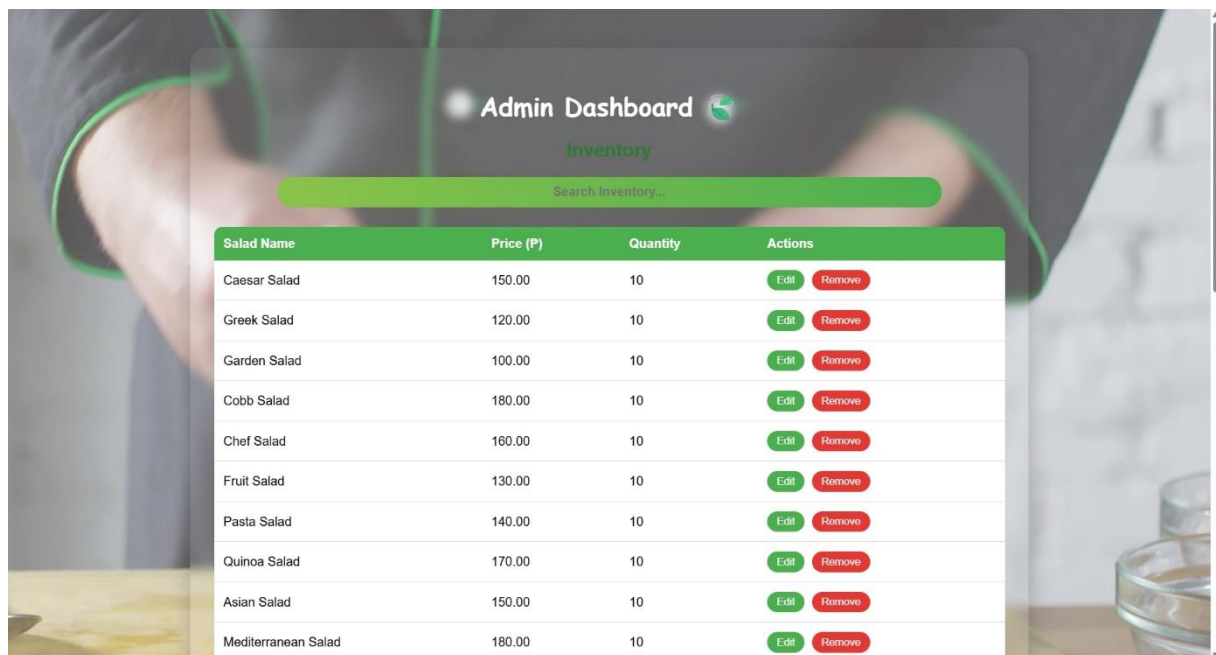 Admin Dashboard
Inventory
Search Inventory...
Salad Name Price (₱) Quantity Actions
Caesar Salad 150.00 10 Edit Remove
Greek Salad 120.00 10 Edit Remove
Garden Salad 100.00 10 Edit Remove
Cobb Salad 180.00 10 Edit Remove
Chef Salad 160.00 10 Edit Remove
Fruit Salad 130.00 10 Edit Remove
Pasta Salad 140.00 10 Edit Remove
Quinoa Salad 170.00 10 Edit Remove
Asian Salad 150.00 10 Edit Remove
Mediterranean Salad 180.00 10 Edit Remove